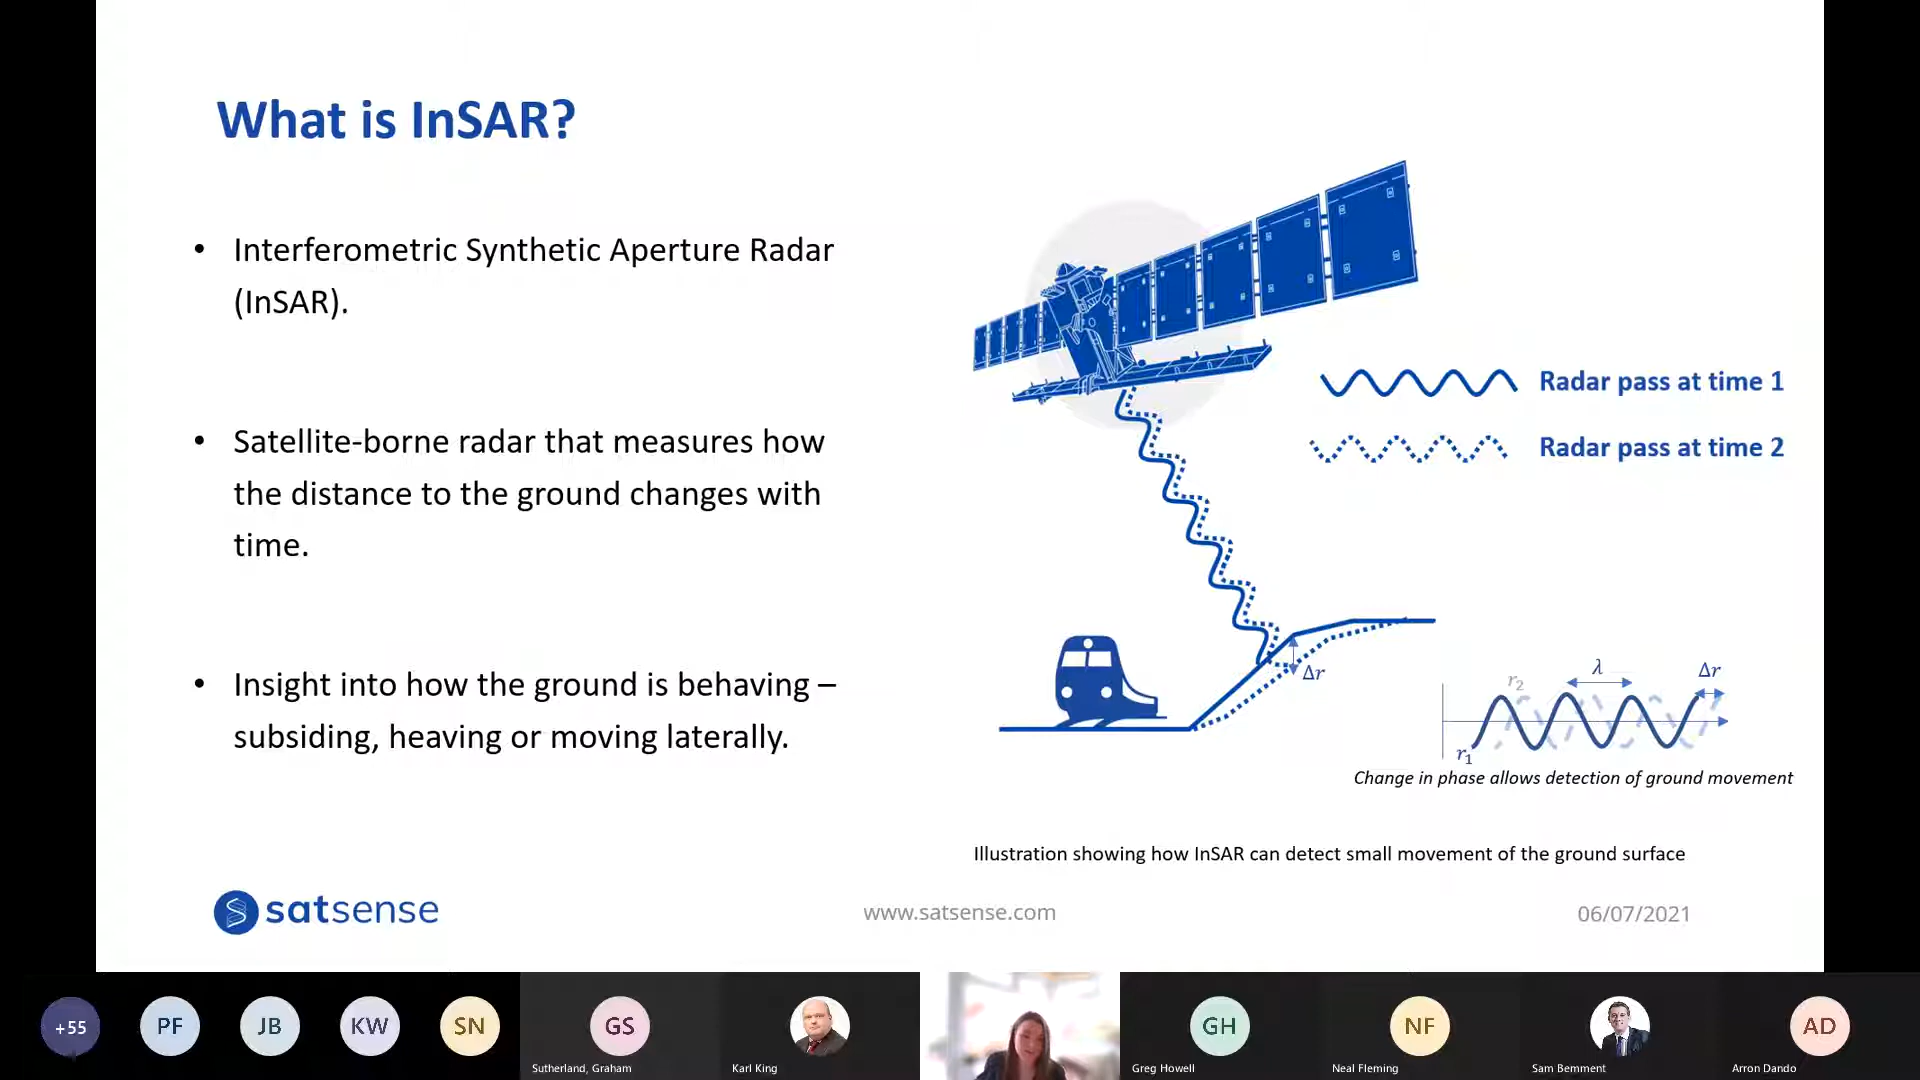 What is InSAR?
• Interferometric Synthetic Aperture Radar
(InSAR).
• Satellite-borne radar that measures how
the distance to the ground changes with
time.
• Insight into how the ground is behaving –
subsiding, heaving or moving laterally.
Radar pass at time 1
Radar pass at time 2
Δr
r₂
λ
Δr
r₁
Change in phase allows detection of ground movement
Illustration showing how InSAR can detect small movement of the ground surface
satsense
www.satsense.com
06/07/2021
+55
PF
JB
KW
SN
GS
Sutherland, Graham
Karl King
GH
Greg Howell
NF
Neal Fleming
Sam Bemment
AD
Arron Dando